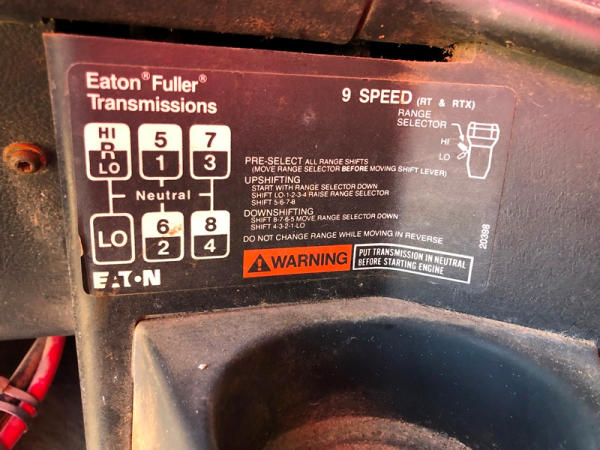 Eaton® Fuller®
Transmissions
9 SPEED (RT & RTX)
RANGE
SELECTOR
HI
LO
HI
R
LO
5
1
7
3
Neutral
LO
6
2
8
4
EATON
PRE-SELECT ALL RANGE SHIFTS
(MOVE RANGE SELECTOR BEFORE MOVING SHIFT LEVER)
UPSHIFTING
START WITH RANGE SELECTOR DOWN
SHIFT LO-1-2-3-4 RAISE RANGE SELECTOR
SHIFT 5-6-7-8
DOWNSHIFTING
SHIFT 8-7-6-5 MOVE RANGE SELECTOR DOWN
SHIFT 4-3-2-1-LO
DO NOT CHANGE RANGE WHILE MOVING IN REVERSE
WARNING
PUT TRANSMISSION IN NEUTRAL
BEFORE STARTING ENGINE
20398